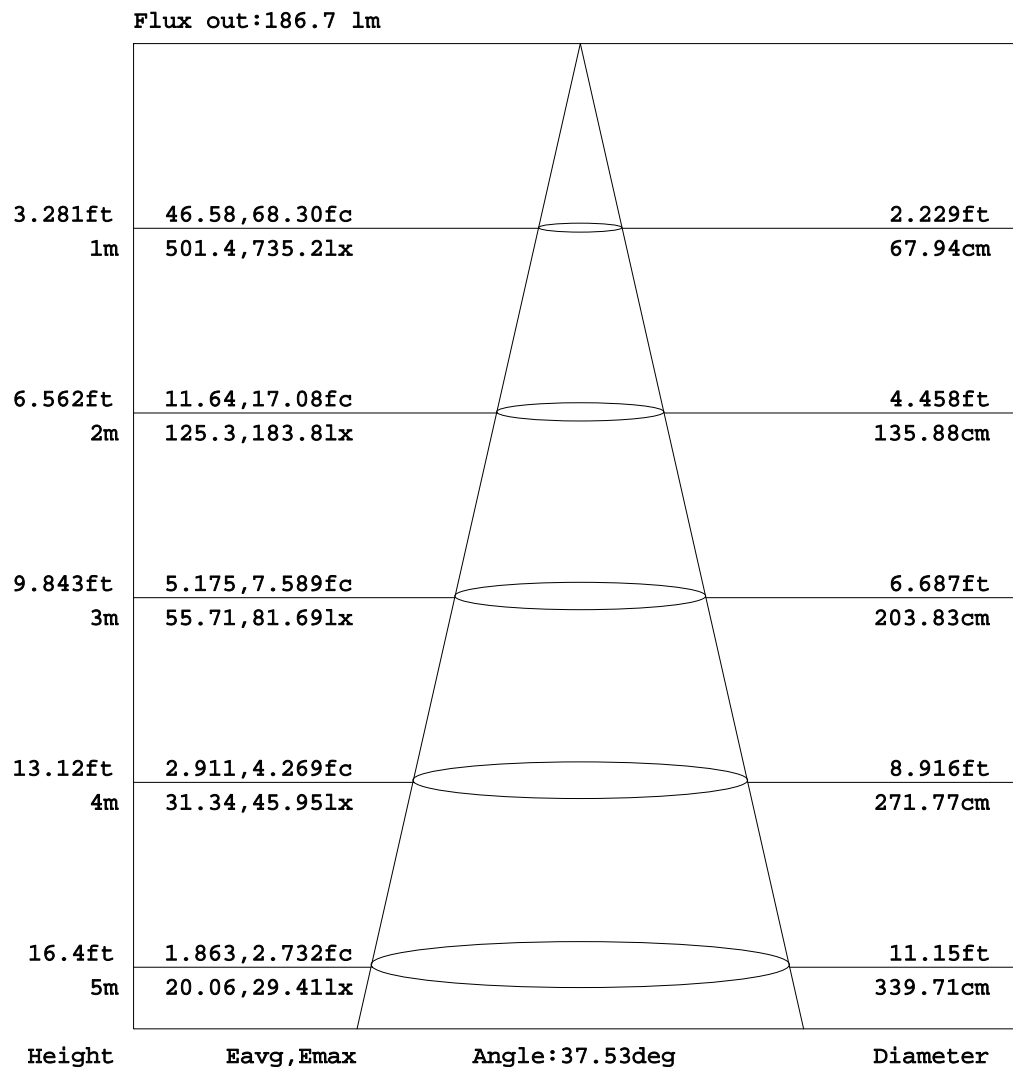 Flux out:186.7 lm
3.281ft 46.58,68.30fc 2.229ft
1m 501.4,735.2lx 67.94cm
6.562ft 11.64,17.08fc 4.458ft
2m 125.3,183.8lx 135.88cm
9.843ft 5.175,7.589fc 6.687ft
3m 55.71,81.69lx 203.83cm
13.12ft 2.911,4.269fc 8.916ft
4m 31.34,45.95lx 271.77cm
16.4ft 1.863,2.732fc 11.15ft
5m 20.06,29.41lx 339.71cm
Height Eavg,Emax Angle:37.53deg Diameter